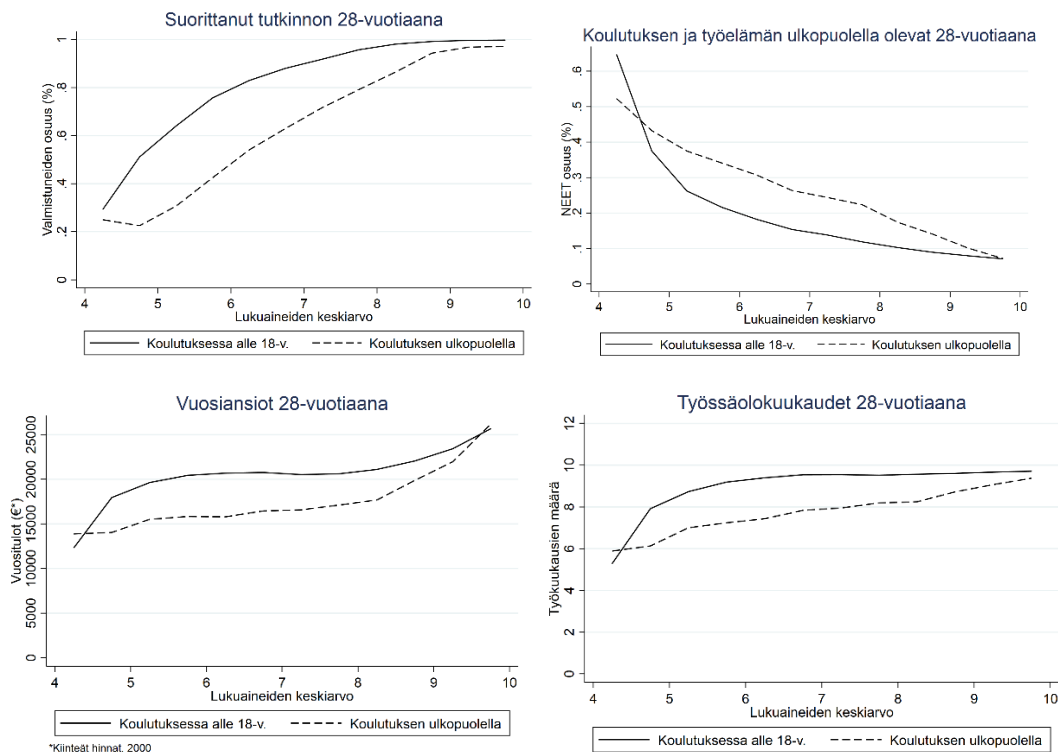 Suorittanut tutkinnon 28-vuotiaana
Valmistuneiden osuus (%)
1
.8
.6
.4
.2
0
4 5 6 7 8 9 10
Lukuaineiden keskiarvo
Koulutuksessa alle 18-v. Koulutuksen ulkopuolella
Koulutuksen ja työelämän ulkopuolella olevat 28-vuotiaana
NEET osuus (%)
.6
.5
.4
.3
.2
.1
0
4 5 6 7 8 9 10
Lukuaineiden keskiarvo
Koulutuksessa alle 18-v. Koulutuksen ulkopuolella
Vuosiansiot 28-vuotiaana
Vuositulot (€*)
25000
20000
15000
10000
5000
0
4 5 6 7 8 9 10
Lukuaineiden keskiarvo
Koulutuksessa alle 18-v. Koulutuksen ulkopuolella
*Kiinteät hinnat, 2000
Työssäolokuukaudet 28-vuotiaana
Työkuukausien määrä
12
10
8
6
4
2
0
4 5 6 7 8 9 10
Lukuaineiden keskiarvo
Koulutuksessa alle 18-v. Koulutuksen ulkopuolella